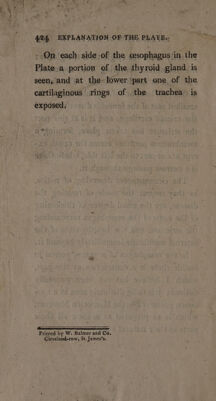 424 EXPLANATION OF THE PLATE.
On each side of the œsophagus in the
Plate a portion of the thyroid gland is
seen, and at the lower part one of the
cartilaginous rings of the trachea is
exposed.
Printed by W. Bulmer and Co.
Cleveland-row, St. James's.